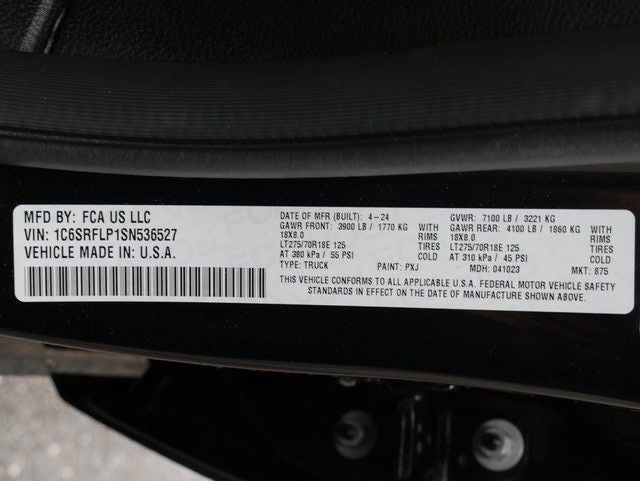 MFD BY: FCA US LLC
VIN: 1C6SRFLP1SN536527
VEHICLE MADE IN: U.S.A.
DATE OF MFR (BUILT): 4-24 GVWR: 7100 LB / 3221 KG
GAWR FRONT: 3900 LB / 1770 KG WITH GAWR REAR: 4100 LB / 1860 KG WITH
18X8.0 RIMS 18X8.0 RIMS
LT275/70R18E 125 TIRES LT275/70R18E 125 TIRES
AT 380 kPa / 55 PSI COLD AT 310 kPa / 45 PSI COLD
TYPE: TRUCK PAINT: PXJ MDH: 041023 MKT: 875
THIS VEHICLE CONFORMS TO ALL APPLICABLE U.S.A. FEDERAL MOTOR VEHICLE SAFETY
STANDARDS IN EFFECT ON THE DATE OF MANUFACTURE SHOWN ABOVE.